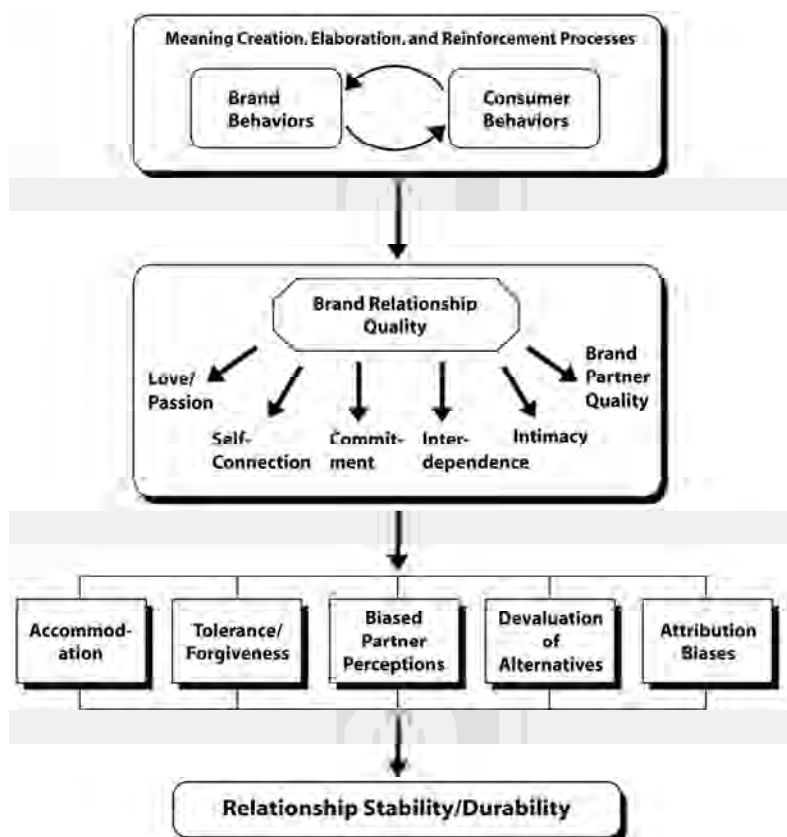 Meaning Creation, Elaboration, and Reinforcement Processes
Brand
Behaviors
Consumer
Behaviors
Brand Relationship
Quality
Love/
Passion
Self-
Connection
Commit-
ment
Inter-
dependence
Intimacy
Brand
Partner
Quality
Accommod-
ation
Tolerance/
Forgiveness
Biased
Partner
Perceptions
Devaluation
of
Alternatives
Attribution
Biases
Relationship Stability/Durability